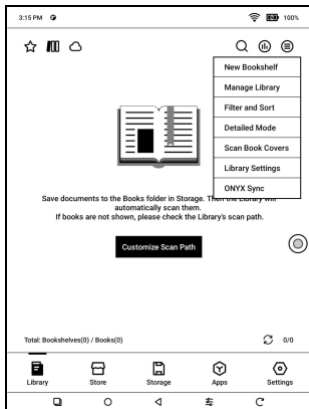 3:15 PM
100%
New Bookshelf
Manage Library
Filter and Sort
Detailed Mode
Scan Book Covers
Library Settings
ONYX Sync
Save documents to the Books folder in Storage. Then the Library will
automatically scan them.
If books are not shown, please check the Library's scan path.
Customize Scan Path
Total: Bookshelves(0) / Books(0)
0/0
Library Store Storage Apps Settings